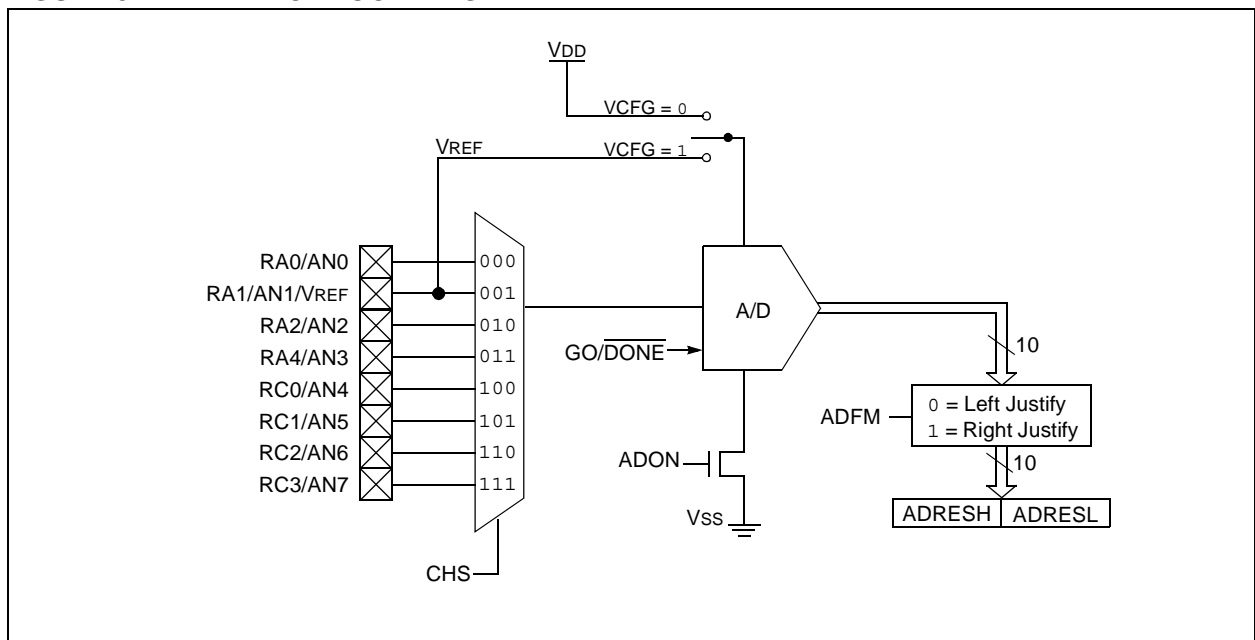 VDD
VCFG = 0
VREF
VCFG = 1
RA0/AN0
RA1/AN1/VREF
RA2/AN2
RA4/AN3
RC0/AN4
RC1/AN5
RC2/AN6
RC3/AN7
000
001
010
011
100
101
110
111
CHS
A/D
GO/DONE
ADON
VSS
10
ADFM
0 = Left Justify
1 = Right Justify
10
ADRESH
ADRESL